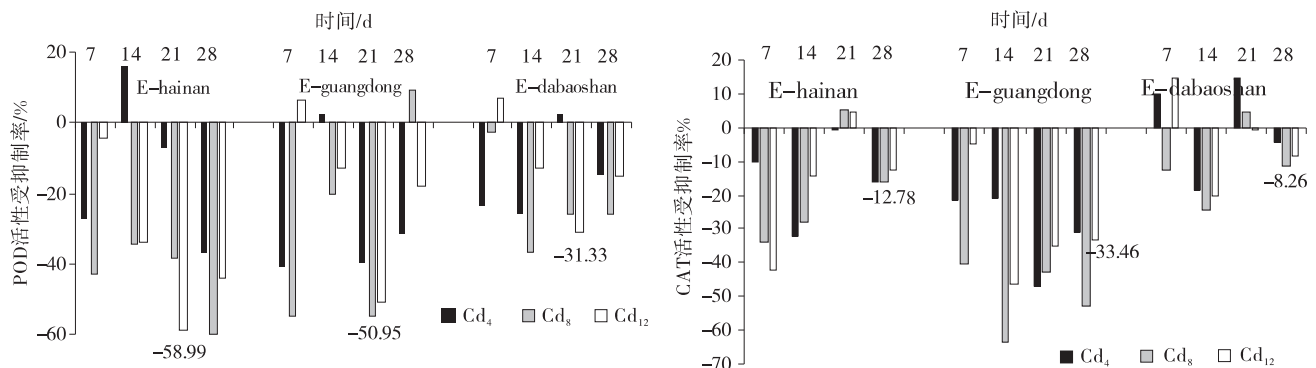 时间/d
7 14 21 28 7 14 21 28 7 14 21 28
E-hainan E-guangdong E-dabaoshan
POD活性受抑制率/%
20
0
-20
-40
-60
-58.99
-50.95
-31.33
Cd4 Cd8 Cd12
时间/d
7 14 21 28 7 14 21 28 7 14 21 28
E-hainan E-guangdong E-dabaoshan
CAT活性受抑制率%
20
10
0
-10
-20
-30
-40
-50
-60
-70
-12.78
-33.46
-8.26
Cd4 Cd8 Cd12